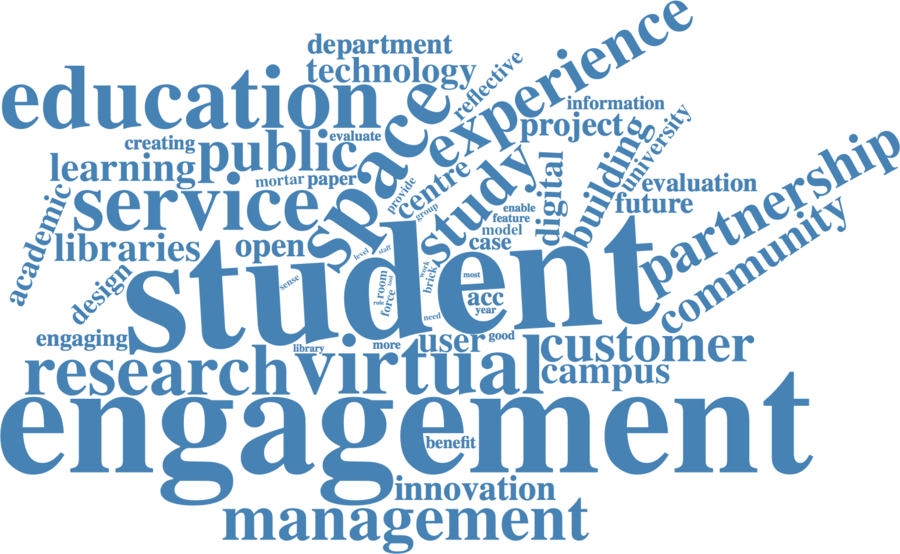 department
technology
reflective
experience
education
space
information
project
creating
evaluate
public
learning
mortar
paper
provide
centre
group
study
digital
building
university
evaluation
future
partnership
community
academic
service
enable
feature
model
case
libraries
open
level
staff
student
design
sense
room
force
role
tool
work
brick
most
acc
year
need
engaging
library
more
user
good
customer
research
virtual
campus
engagement
benefit
innovation
management